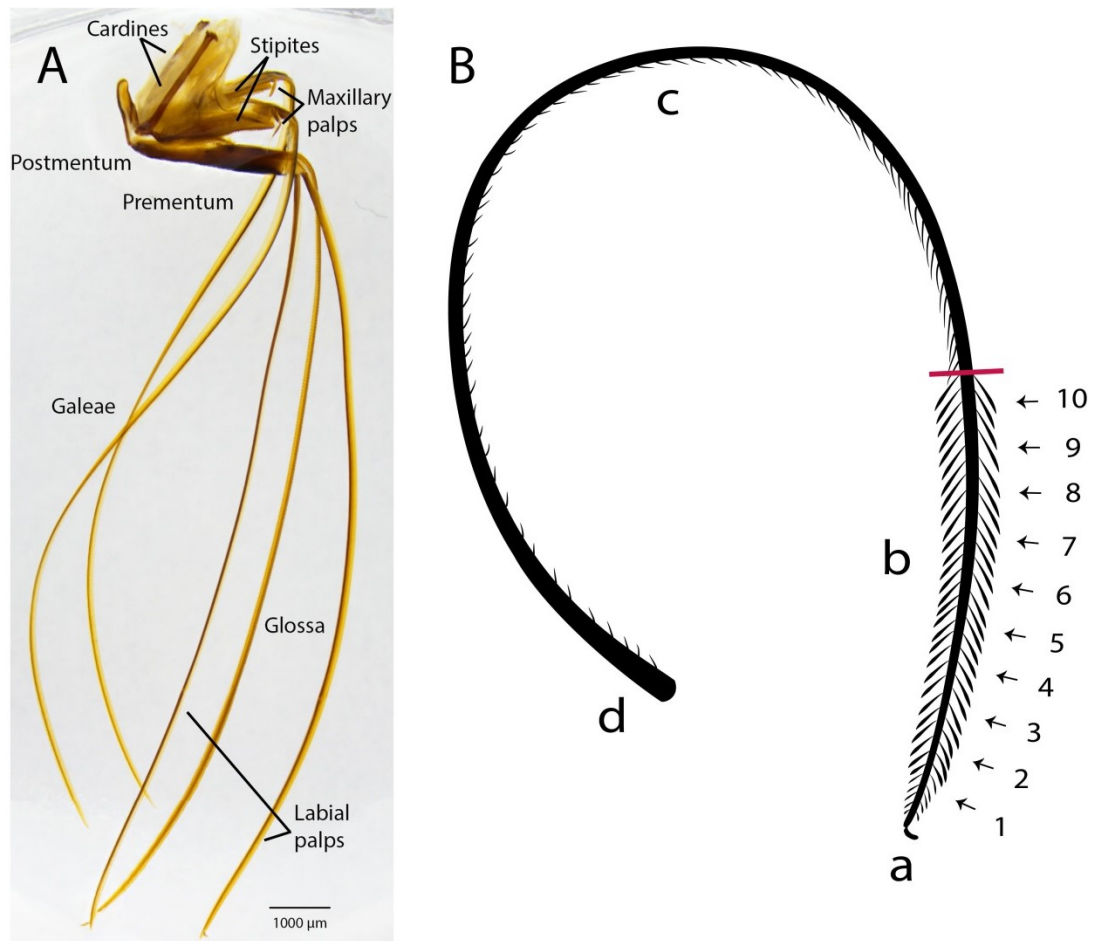 A
Cardines
Stipites
Maxillary
palps
Postmentum
Prementum
Galeae
Glossa
Labial
palps
1000 µm
B
c
10
9
8
7
b
6
5
4
3
2
1
d
a